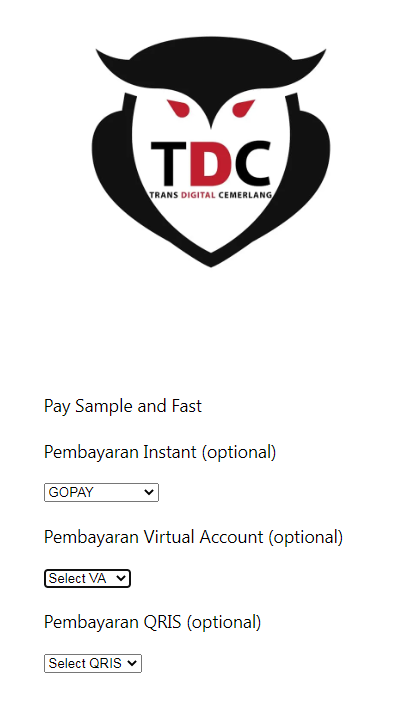 TDC
TRANS DIGITAL CEMERLANG
Pay Sample and Fast
Pembayaran Instant (optional)
GOPAY
Pembayaran Virtual Account (optional)
Select VA
Pembayaran QRIS (optional)
Select QRIS